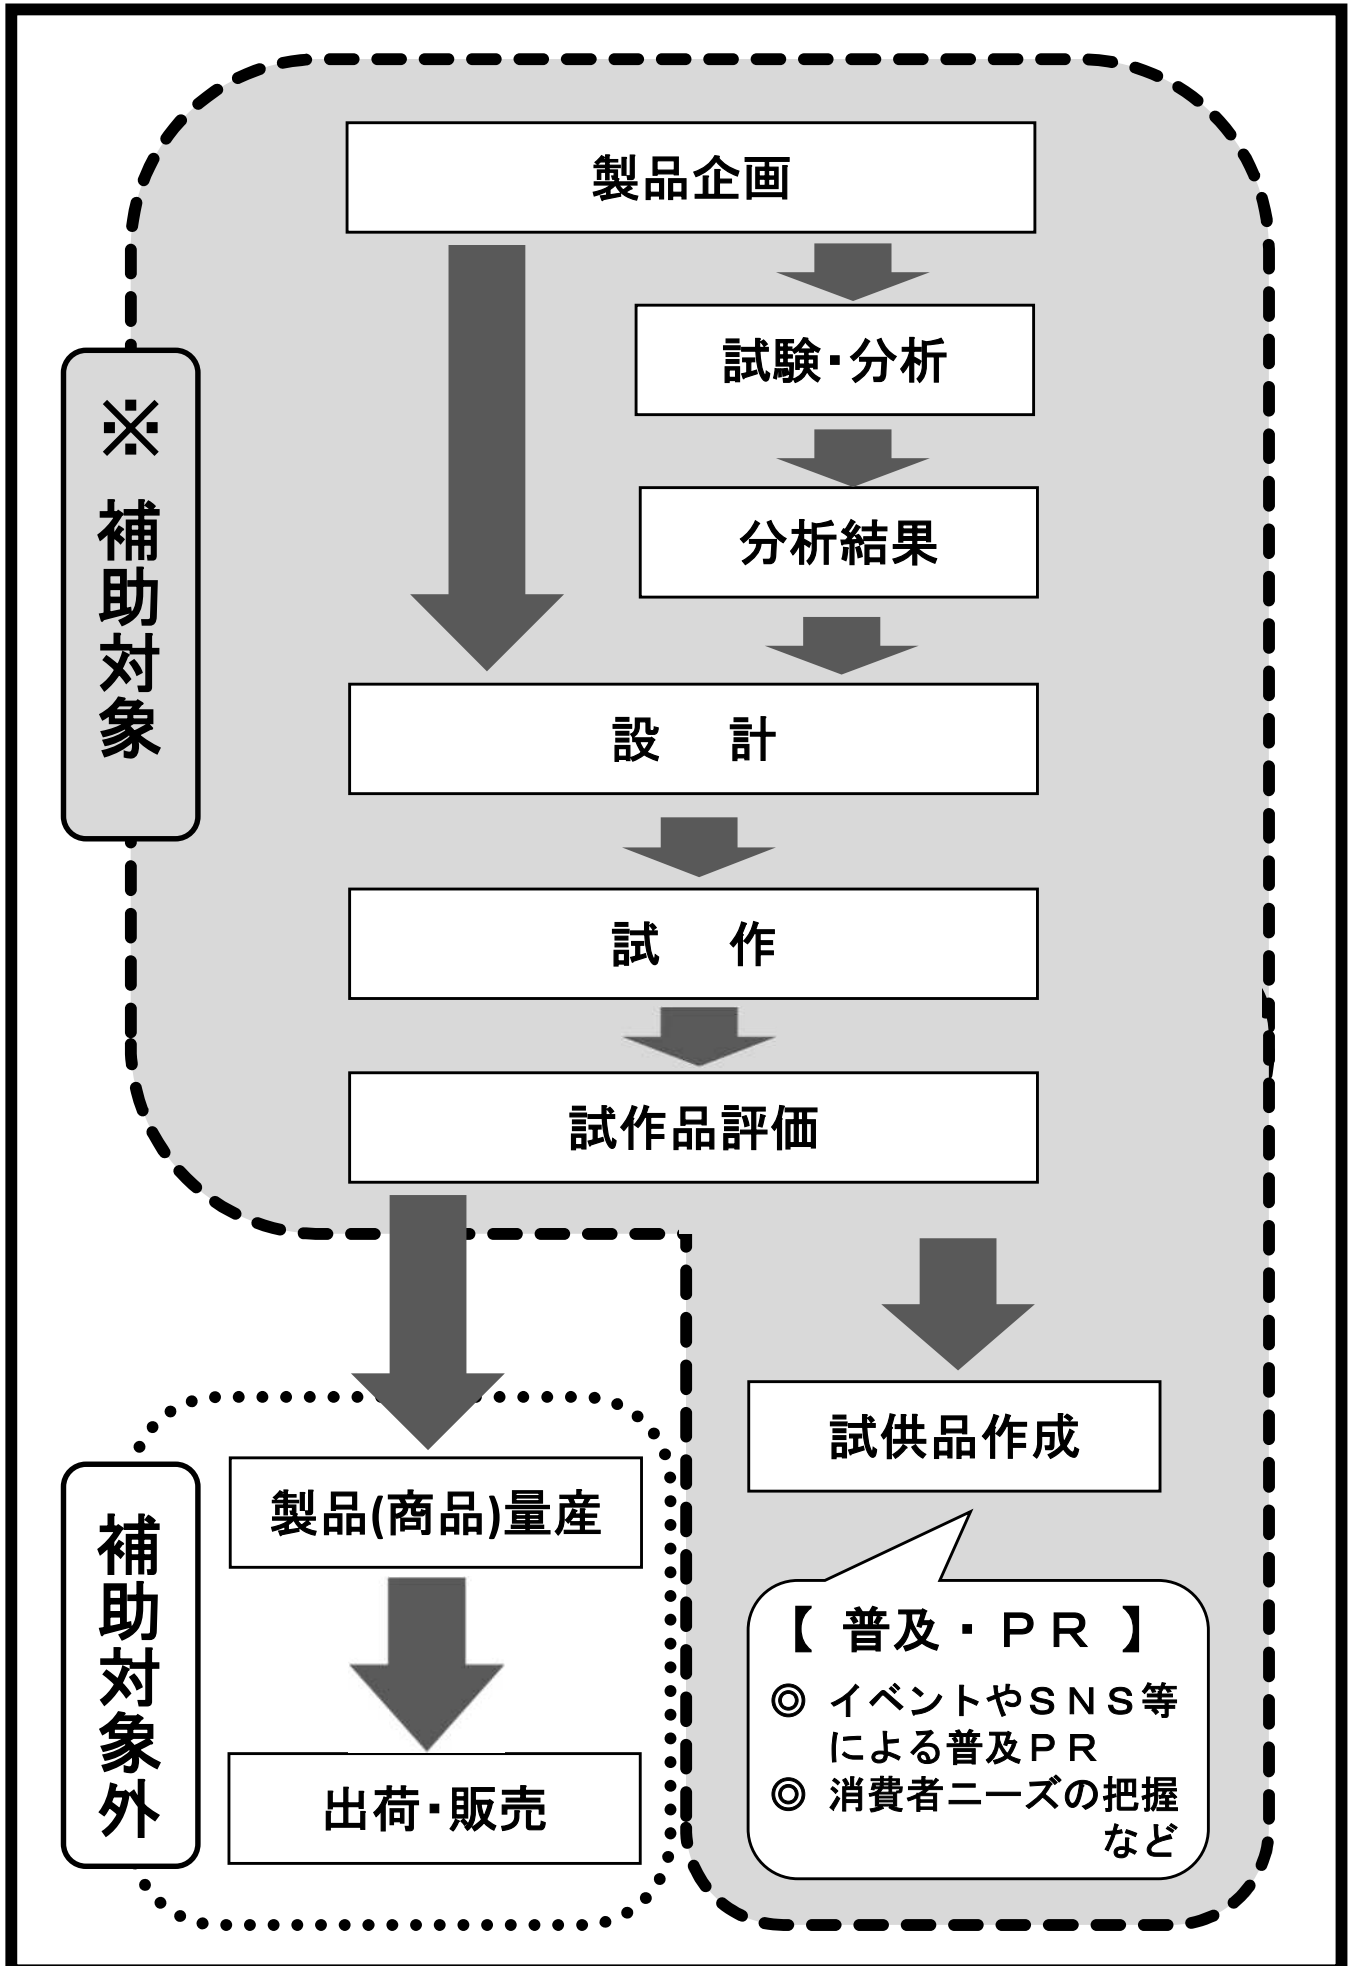 製品企画
試験・分析
分析結果
※ 補助対象
設 計
試 作
試作品評価
試供品作成
製品(商品)量産
出荷・販売
補助対象外
【 普及・ＰＲ 】
◎ イベントやＳＮＳ等
による普及ＰＲ
◎ 消費者ニーズの把握
など